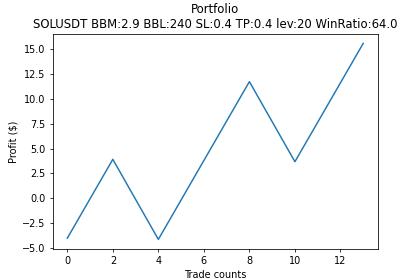 Portfolio
SOLUSDT BBM:2.9 BBL:240 SL:0.4 TP:0.4 lev:20 WinRatio:64.0
15.0
12.5
10.0
7.5
5.0
2.5
0.0
−2.5
−5.0
Profit ($)
0 2 4 6 8 10 12
Trade counts